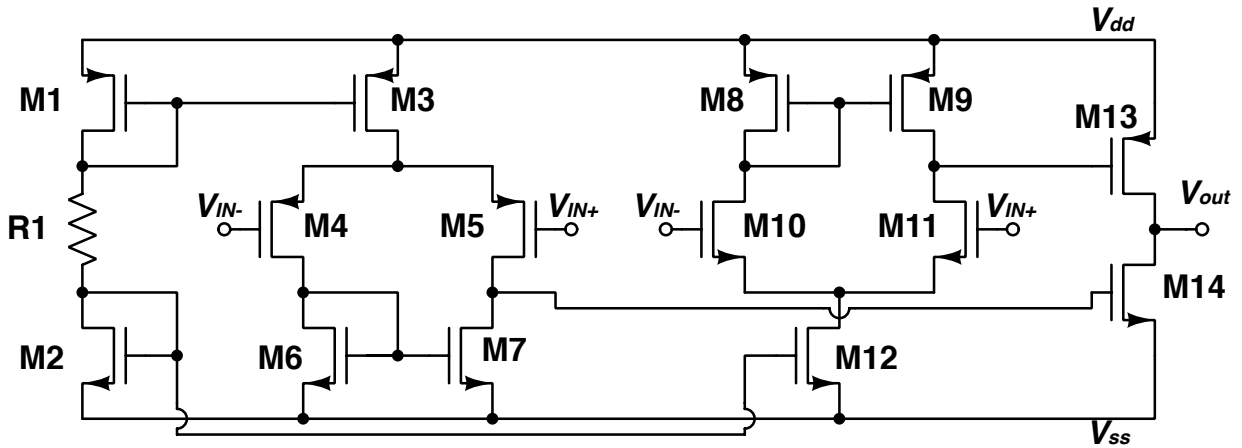 Vdd
M1
M3
M8
M9
M13
R1
VIN-
M4
M5
VIN+
VIN-
M10
M11
VIN+
Vout
M14
M2
M6
M7
M12
Vss